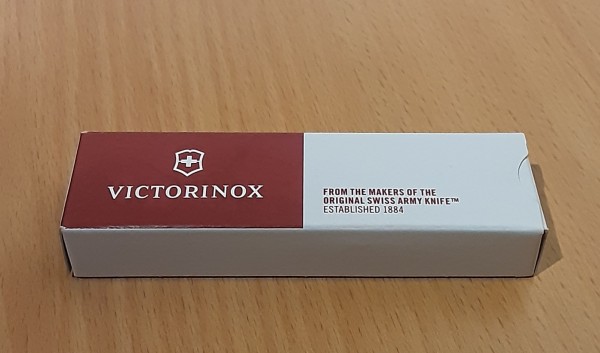 VICTORINOX
FROM THE MAKERS OF THE
ORIGINAL SWISS ARMY KNIFE™
ESTABLISHED 1884